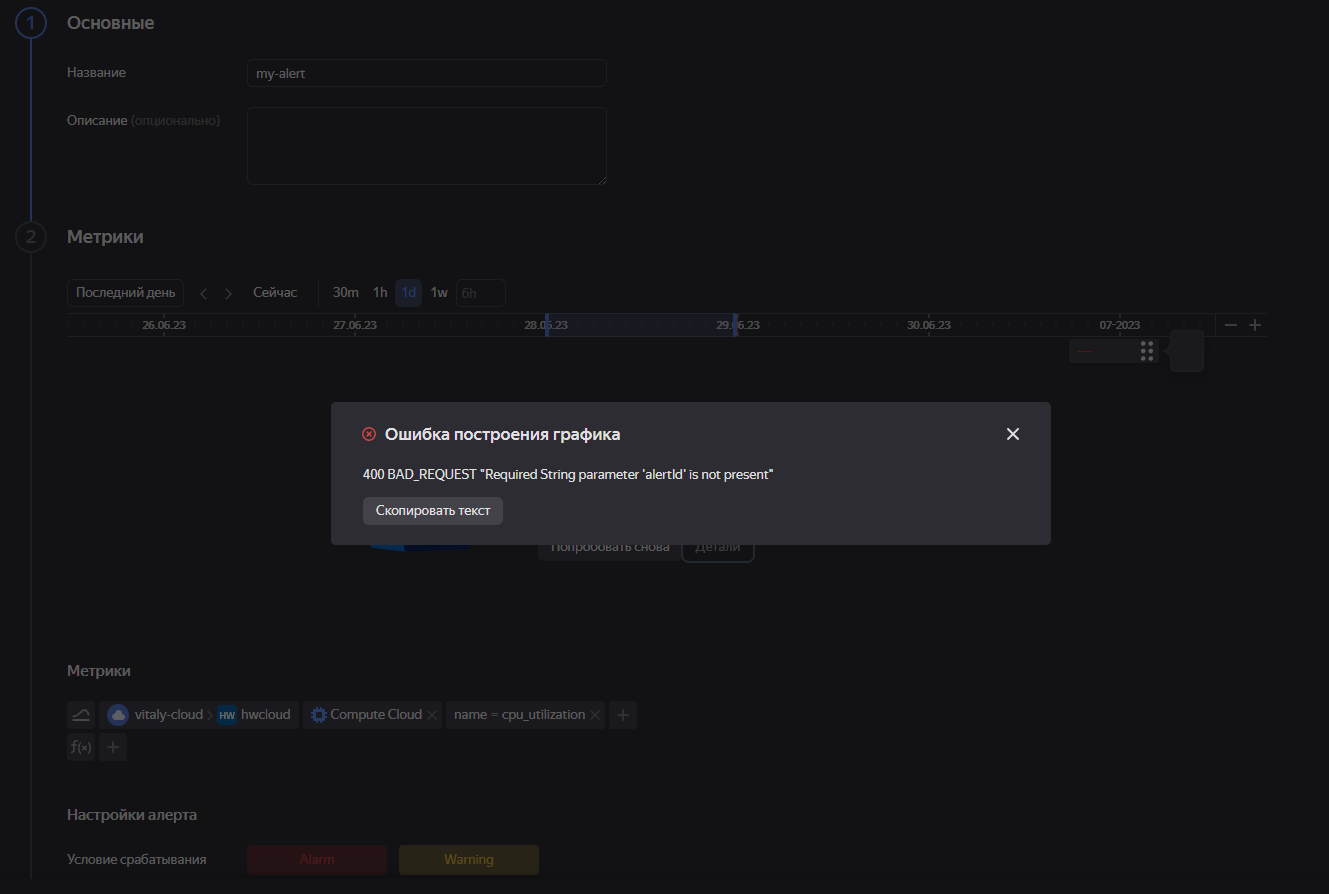 1 Основные
Название my-alert
Описание (опционально)
2 Метрики
Последний день Сейчас 30m 1h 1d 1w 6h
26.06.23 27.06.23 28.06.23 29.06.23 30.06.23 07-2023
Ошибка построения графика
400 BAD_REQUEST "Required String parameter 'alertId' is not present"
Скопировать текст
Попробовать снова Детали
Метрики
vitaly-cloud > HW hwcloud Compute Cloud name = cpu_utilization
f(x)
Настройки алерта
Условие срабатывания Alarm Warning